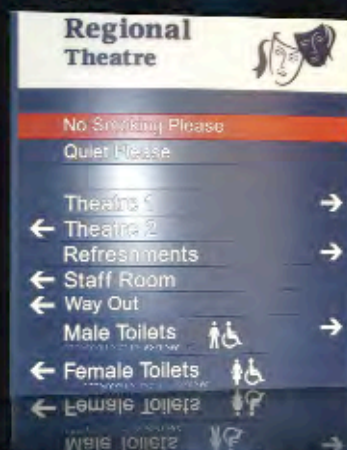 Regional
Theatre
No Smoking Please
Quiet Please
Theatre 1
Theatre 2
Refreshments
Staff Room
Way Out
Male Toilets
Female Toilets